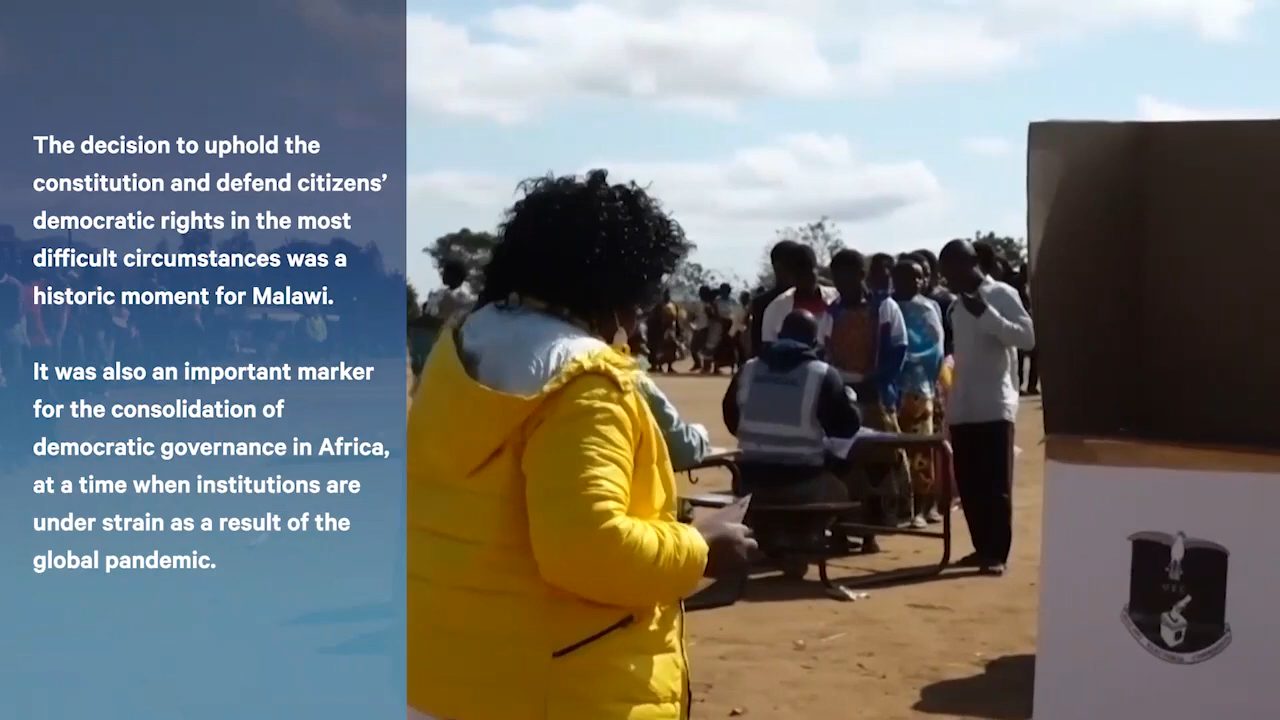 The decision to uphold the
constitution and defend citizens’
democratic rights in the most
difficult circumstances was a
historic moment for Malawi.
It was also an important marker
for the consolidation of
democratic governance in Africa,
at a time when institutions are
under strain as a result of the
global pandemic.